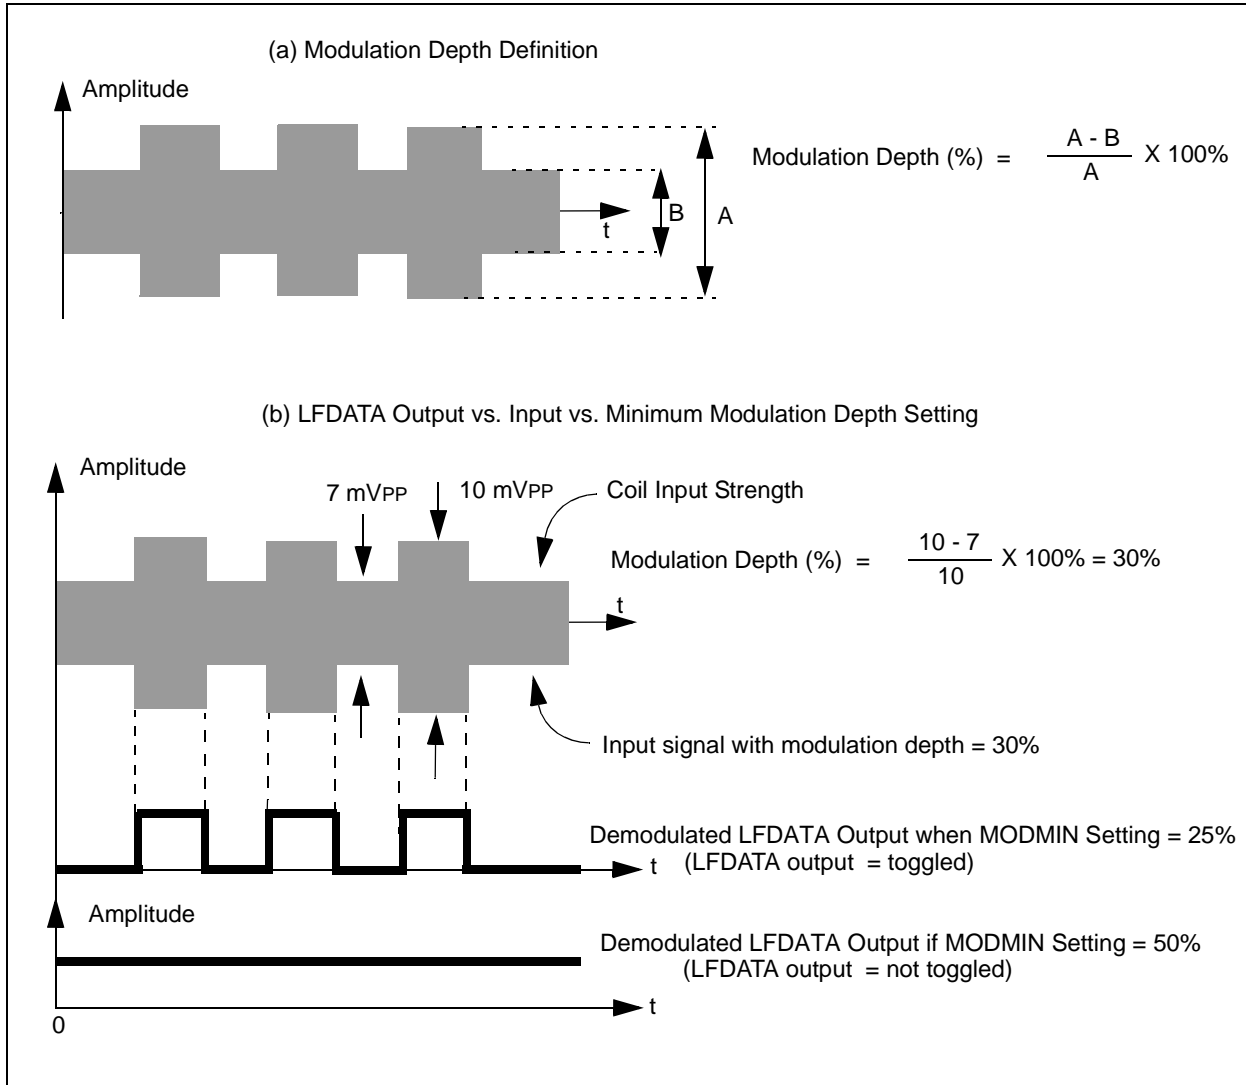 (a) Modulation Depth Definition
Amplitude
Modulation Depth (%) =
A - B
A
X 100%
B
A
t
(b) LFDATA Output vs. Input vs. Minimum Modulation Depth Setting
Amplitude
7 mVPP
10 mVPP
Coil Input Strength
Modulation Depth (%) =
10 - 7
10
X 100% = 30%
t
Input signal with modulation depth = 30%
Demodulated LFDATA Output when MODMIN Setting = 25%
t
(LFDATA output = toggled)
Amplitude
Demodulated LFDATA Output if MODMIN Setting = 50%
(LFDATA output = not toggled)
t
0